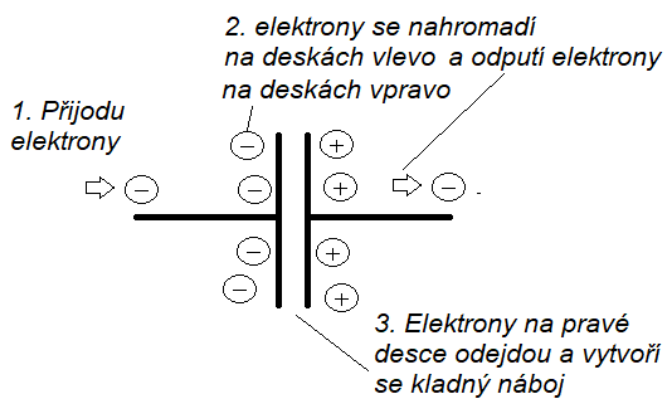 2. elektrony se nahromadí
na deskách vlevo a odputí elektrony
na deskách vpravo
1. Přijodu
elektrony
3. Elektrony na pravé
desce odejdou a vytvoří
se kladný náboj